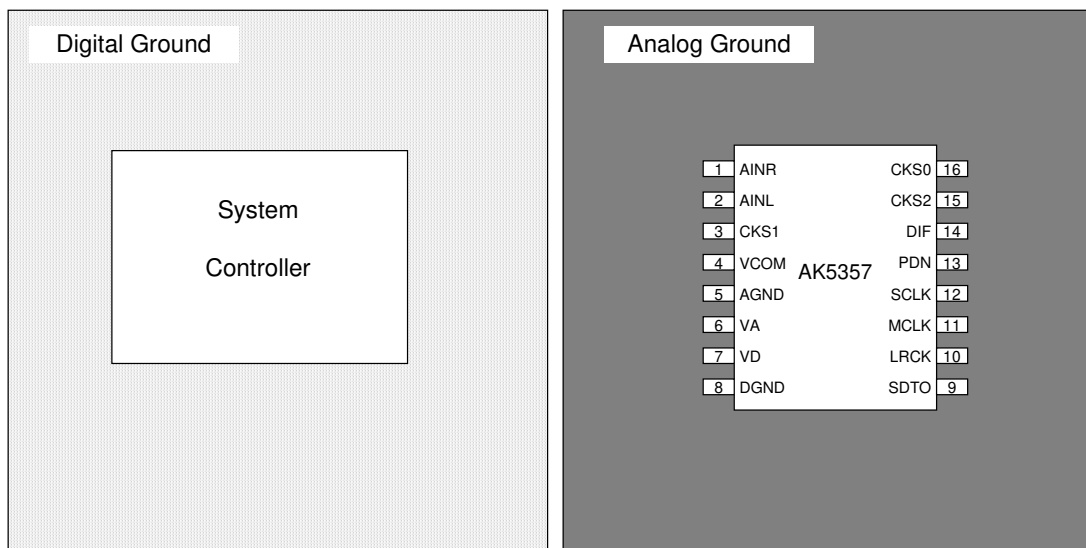 Digital Ground
System
Controller
Analog Ground
1 AINR
2 AINL
3 CKS1
4 VCOM
5 AGND
6 VA
7 VD
8 DGND
AK5357
CKS0 16
CKS2 15
DIF 14
PDN 13
SCLK 12
MCLK 11
LRCK 10
SDTO 9